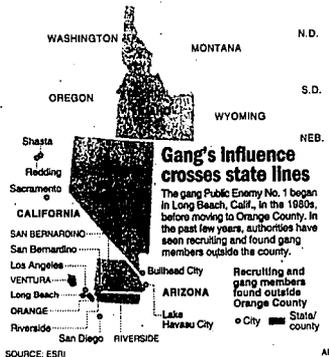 WASHINGTON
MONTANA
N.D.
OREGON
S.D.
WYOMING
NEB.
Shasta
Redding
Sacramento
CALIFORNIA
SAN BERNARDINO
San Bernardino
Los Angeles
VENTURA
Long Beach
ORANGE
Riverside
San Diego
RIVERSIDE
Gang's influence
crosses state lines
The gang Public Enemy No. 1 began
in Long Beach, Calif., in the 1980s,
before moving to Orange County. In
the past few years, authorities have
seen recruiting and found gang
members outside the county.
Bullhead City
ARIZONA
Lake
Havasu City
Recruiting and
gang members
found outside
Orange County
City
State/
county
SOURCE: ESRI